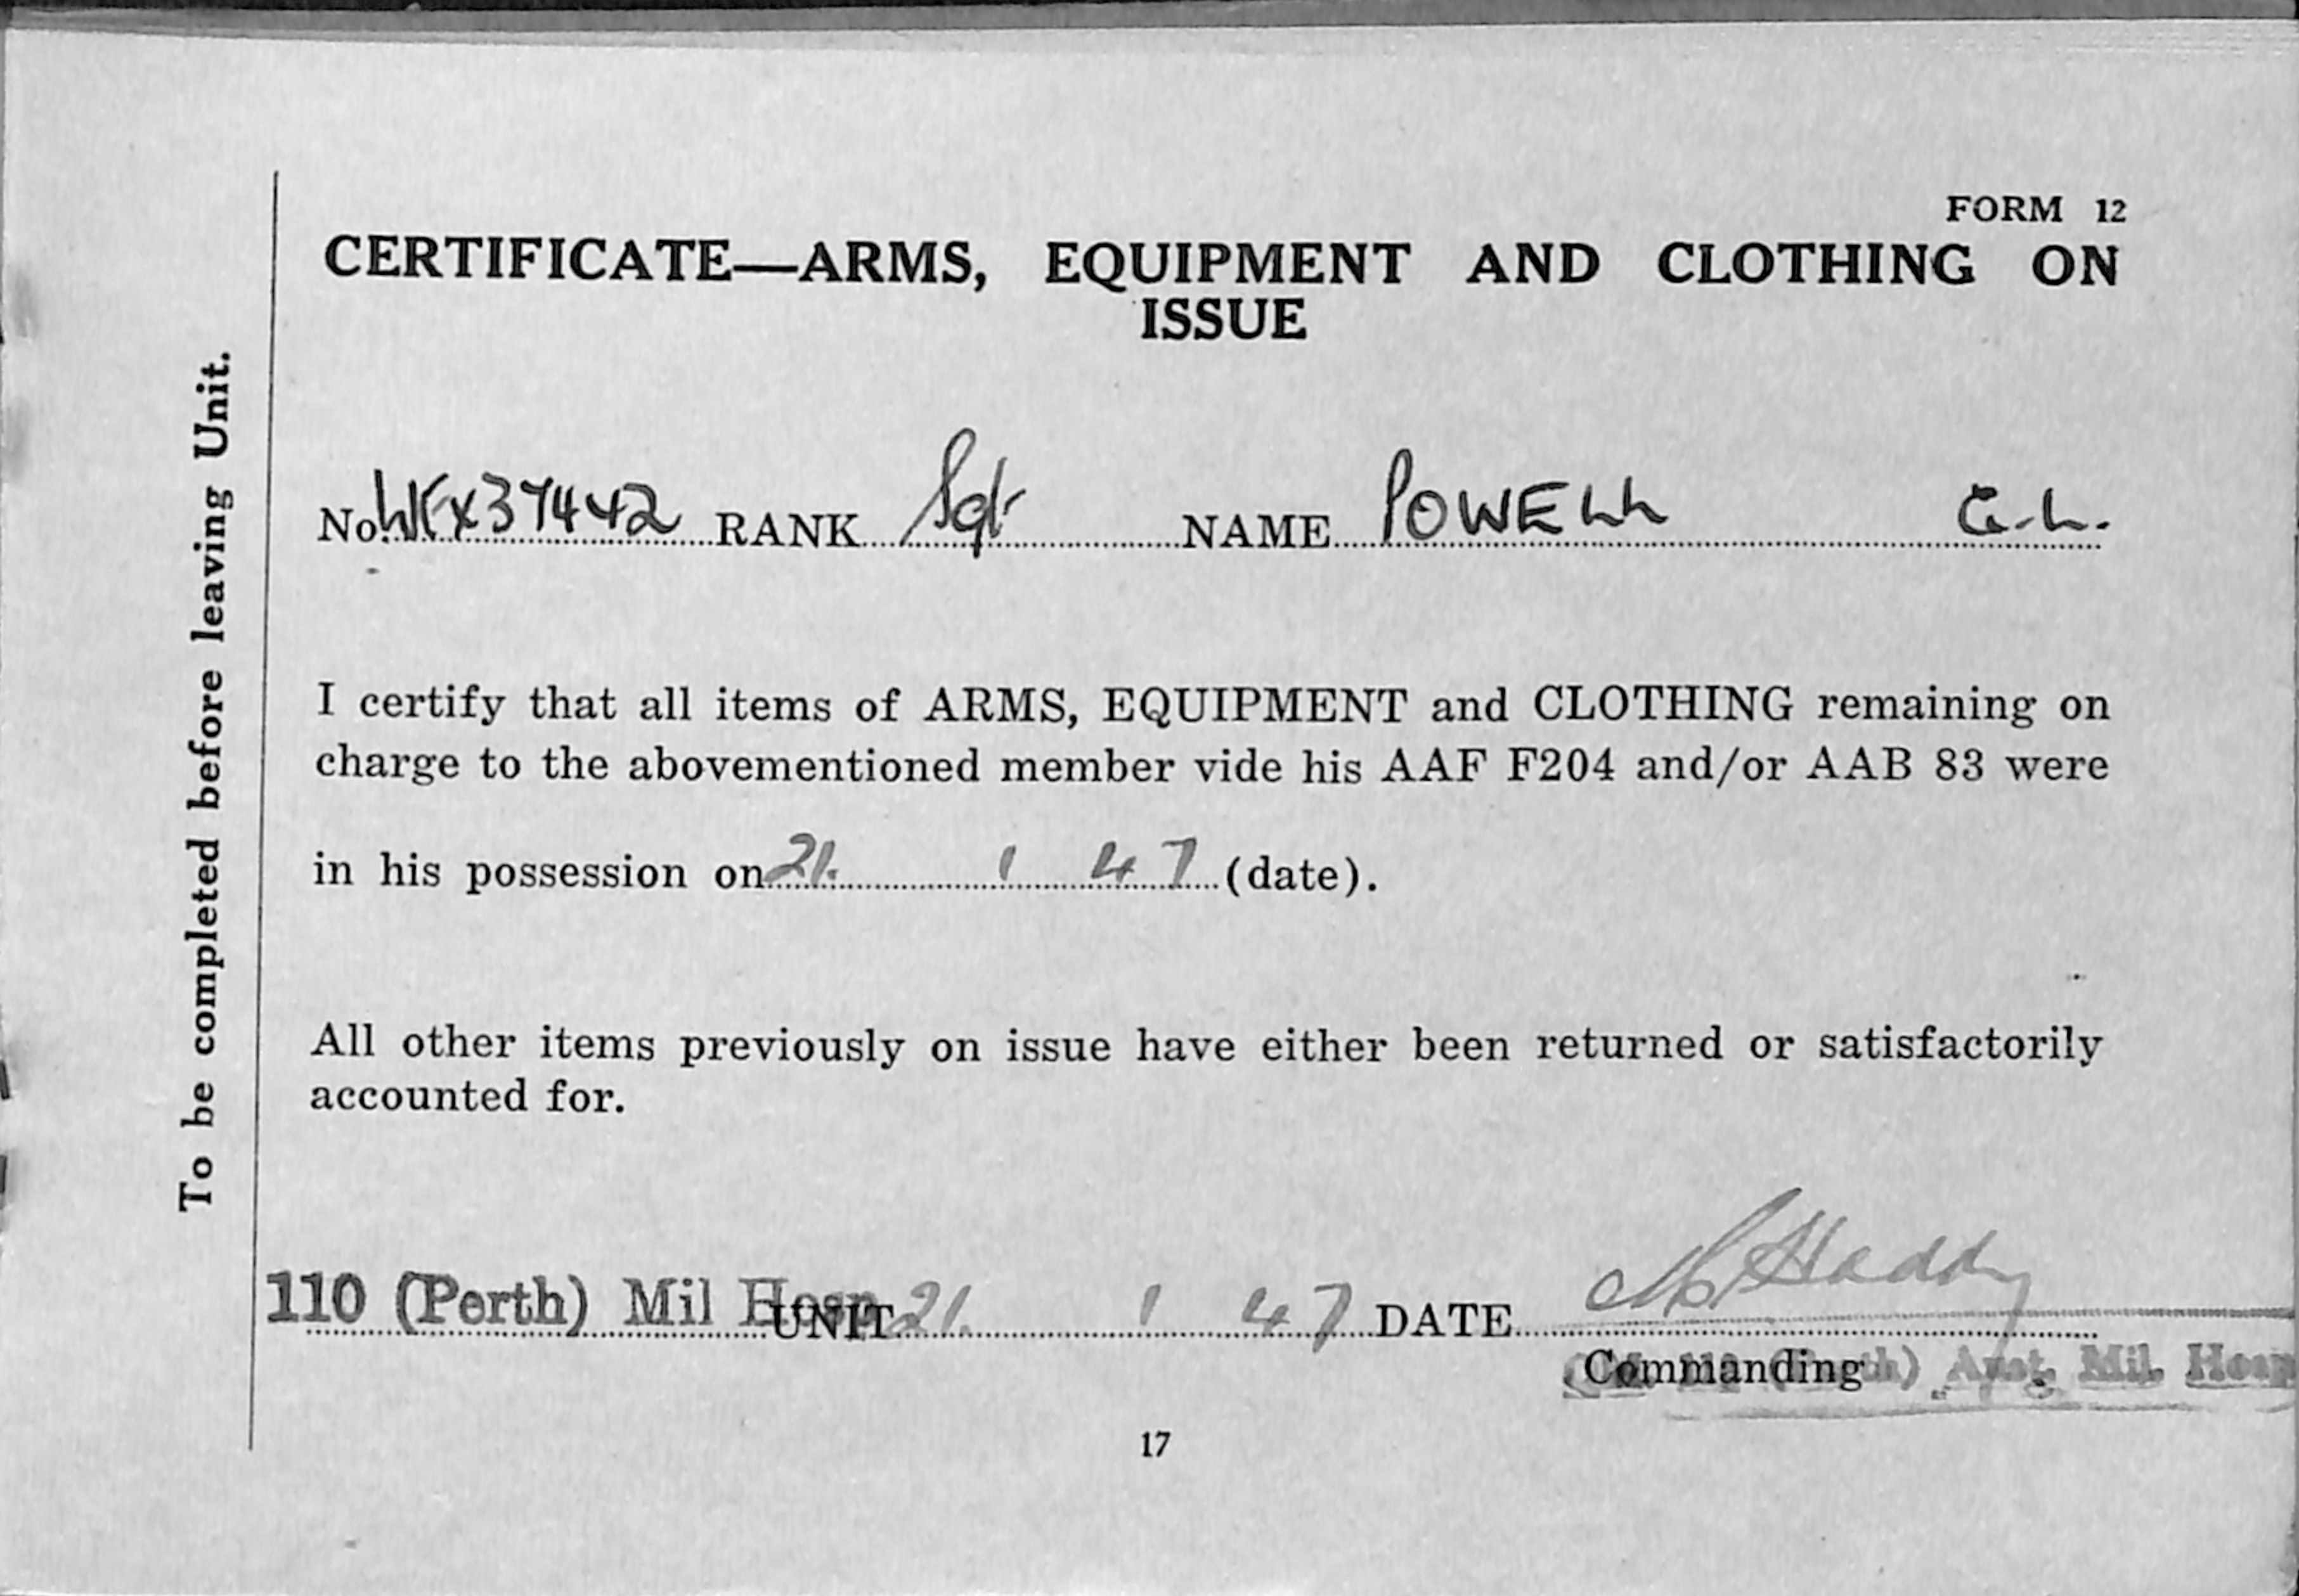 FORM 12
CERTIFICATE—ARMS, EQUIPMENT AND CLOTHING ON
ISSUE
To be completed before leaving Unit.
No. WX37442 RANK Sgt NAME POWELL G.L.
I certify that all items of ARMS, EQUIPMENT and CLOTHING remaining on
charge to the abovementioned member vide his AAF F204 and/or AAB 83 were
in his possession on 21. 1 47 (date).
All other items previously on issue have either been returned or satisfactorily
accounted for.
110 (Perth) Mil Hosp UNIT 21. 1 47 DATE
Commanding Aust. Mil. Hosp
17